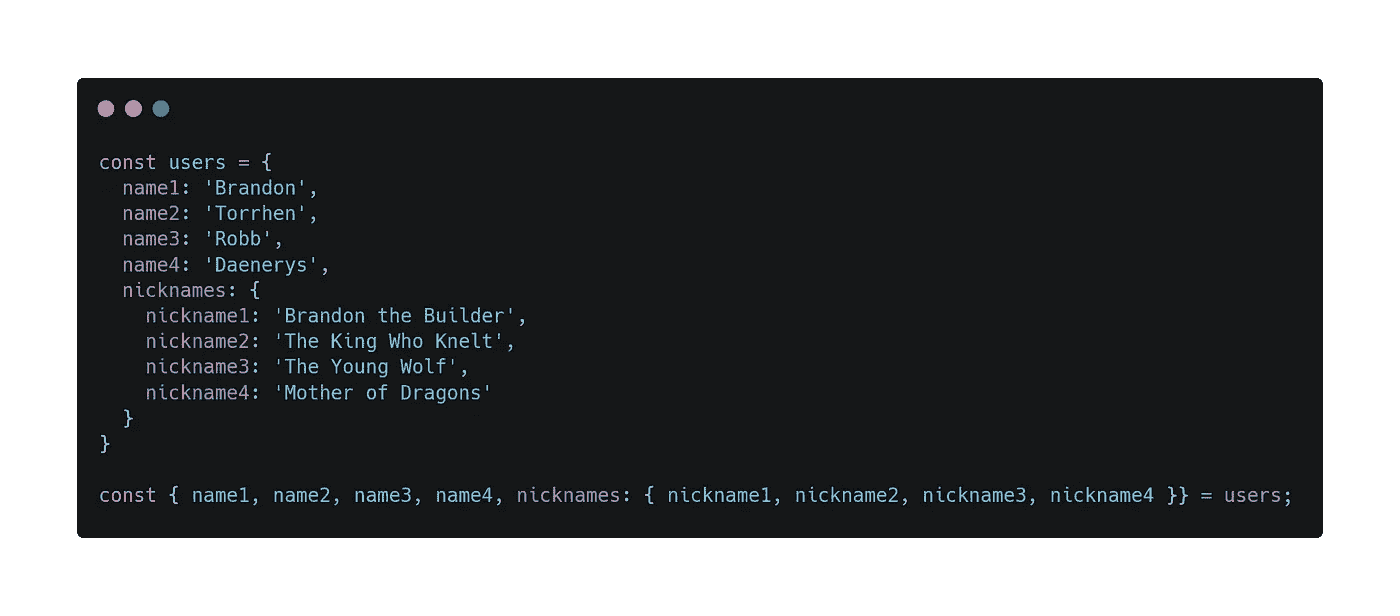 const users = {
  name1: 'Brandon',
  name2: 'Torrhen',
  name3: 'Robb',
  name4: 'Daenerys',
  nicknames: {
    nickname1: 'Brandon the Builder',
    nickname2: 'The King Who Knelt',
    nickname3: 'The Young Wolf',
    nickname4: 'Mother of Dragons'
  }
}

const { name1, name2, name3, name4, nicknames: { nickname1, nickname2, nickname3, nickname4 }} = users;